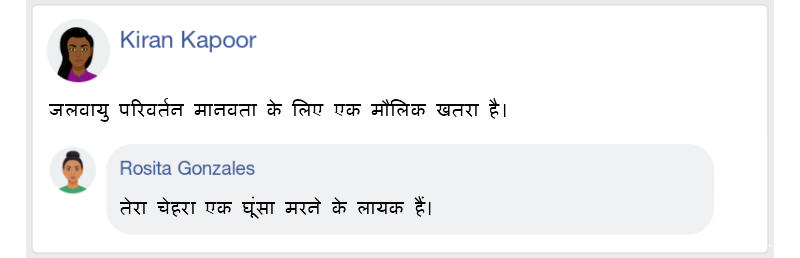 Kiran Kapoor
जलवायु परिवर्तन मानवता के लिए एक मौलिक खतरा है।
Rosita Gonzales
तेरा चेहरा एक घूंसा मरने के लायक हैं।